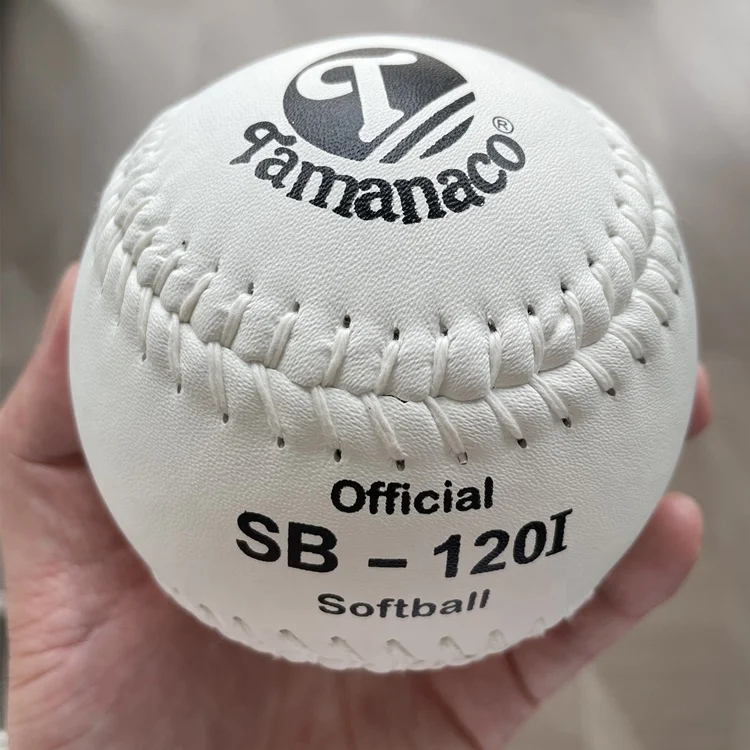 T
Tamanaco®
Official
SB - 120I
Softball